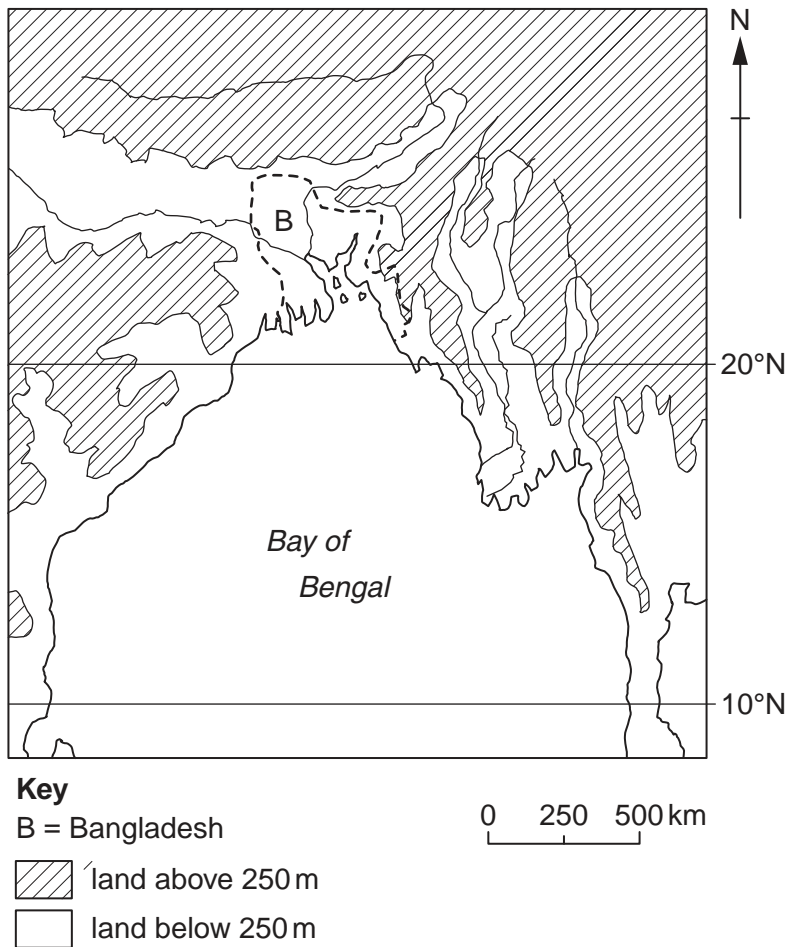 N
B
20°N
Bay of
Bengal
10°N
Key
B = Bangladesh
0 250 500 km
land above 250 m
land below 250 m